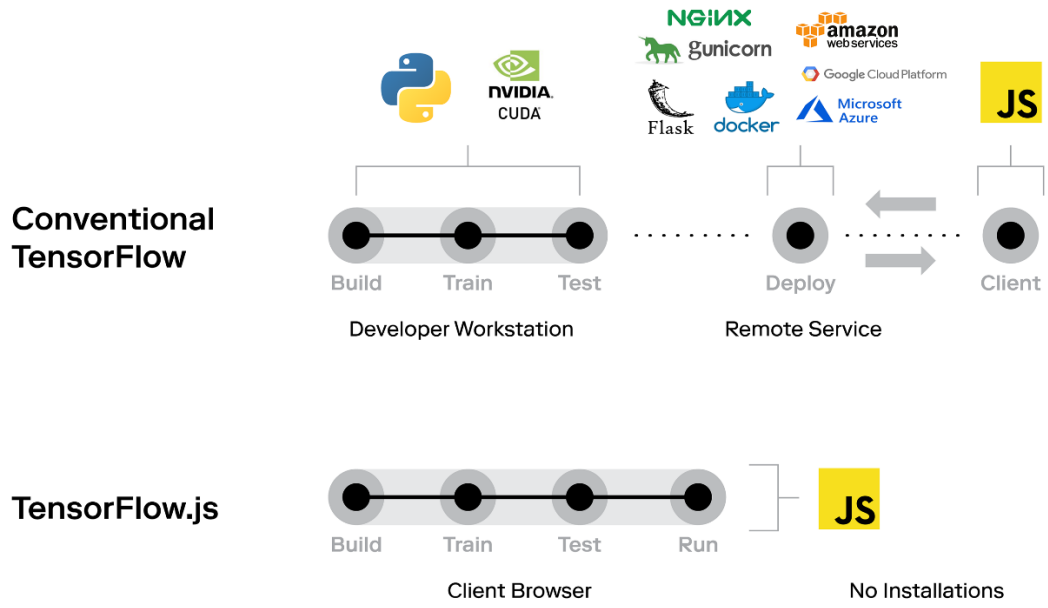 NGINX
gunicorn
amazon
web services
Google Cloud Platform
nVIDIA.
CUDA
Flask
docker
Microsoft
Azure
JS
Conventional
TensorFlow
Build
Train
Test
Deploy
Client
Developer Workstation
Remote Service
TensorFlow.js
JS
Build
Train
Test
Run
Client Browser
No Installations